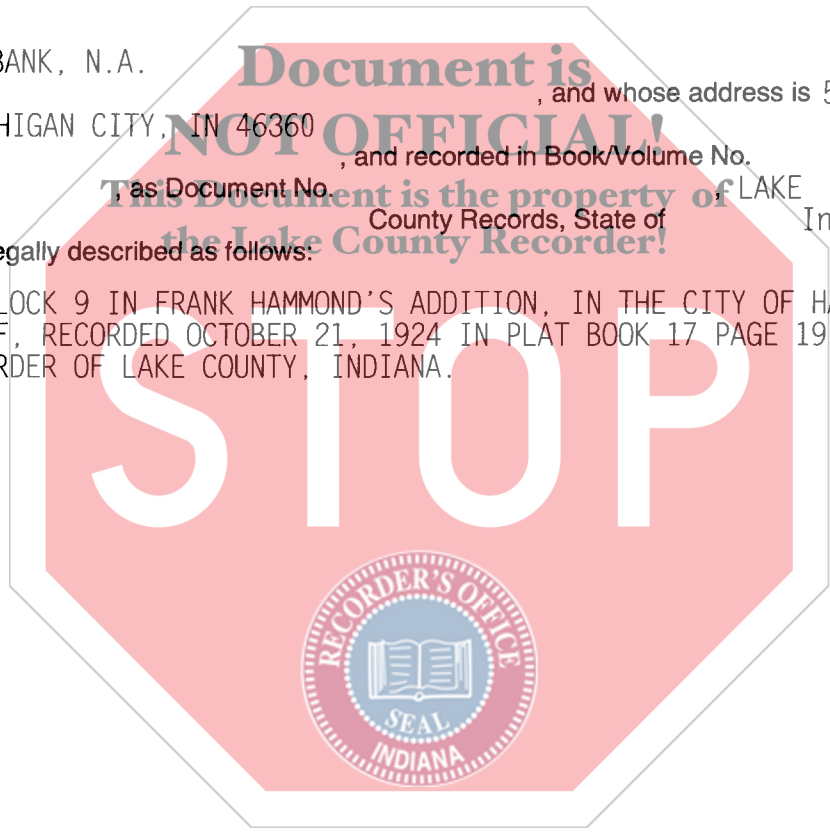 BANK, N.A.
Document is
, and whose address is 5
HIGAN CITY, IN 46360
NOT OFFICIAL!
, and recorded in Book/Volume No.
This Document is the property of
, as Document No. , LAKE
County Records, State of In
the Lake County Recorder!
egally described as follows:
LOCK 9 IN FRANK HAMMOND'S ADDITION, IN THE CITY OF HA
F, RECORDED OCTOBER 21, 1924 IN PLAT BOOK 17 PAGE 19
RDER OF LAKE COUNTY, INDIANA.
STOP
RECORDER'S OFFICE
SEAL
INDIANA